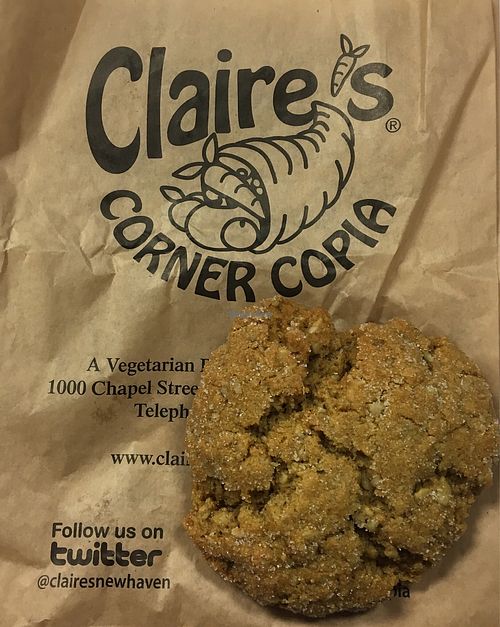 Claire's ®
CORNER COPIA
A Vegetarian
1000 Chapel Stree
Teleph
www.clai
Follow us on
twitter
@clairesnewhaven